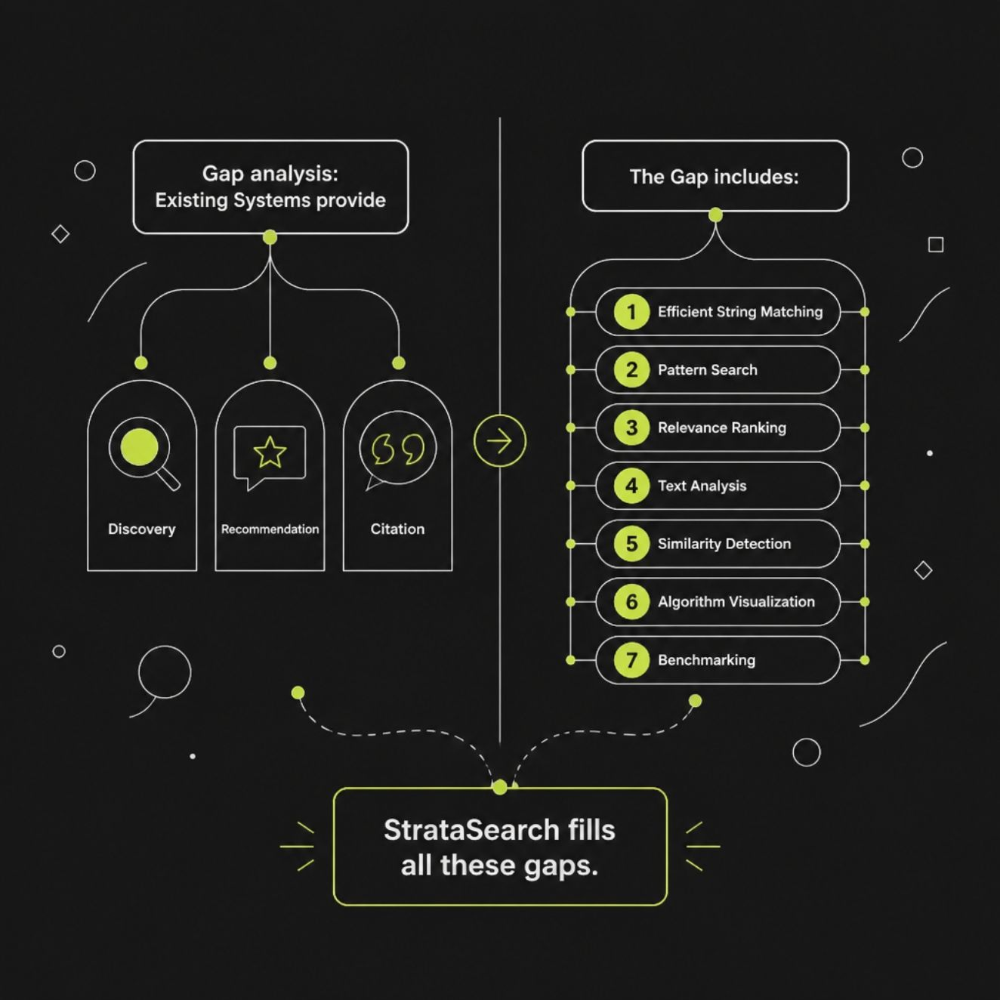 Gap analysis:
Existing Systems provide
Discovery
Recommendation
Citation
The Gap includes:
1 Efficient String Matching
2 Pattern Search
3 Relevance Ranking
4 Text Analysis
5 Similarity Detection
6 Algorithm Visualization
7 Benchmarking
StrataSearch fills
all these gaps.